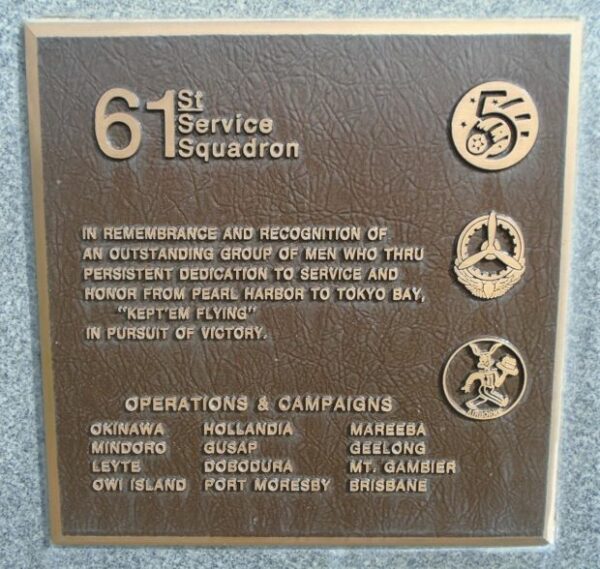 61St
Service
Squadron
5
IN REMEMBRANCE AND RECOGNITION OF
AN OUTSTANDING GROUP OF MEN WHO THRU
PERSISTENT DEDICATION TO SERVICE AND
HONOR FROM PEARL HARBOR TO TOKYO BAY,
"KEPT'EM FLYING"
IN PURSUIT OF VICTORY.
AIRBORNE
OPERATIONS & CAMPAIGNS
OKINAWA HOLLANDIA MAREEBA
MINDORO GUSAP GEELONG
LEYTE DOBODURA MT. GAMBIER
OWI ISLAND PORT MORESBY BRISBANE